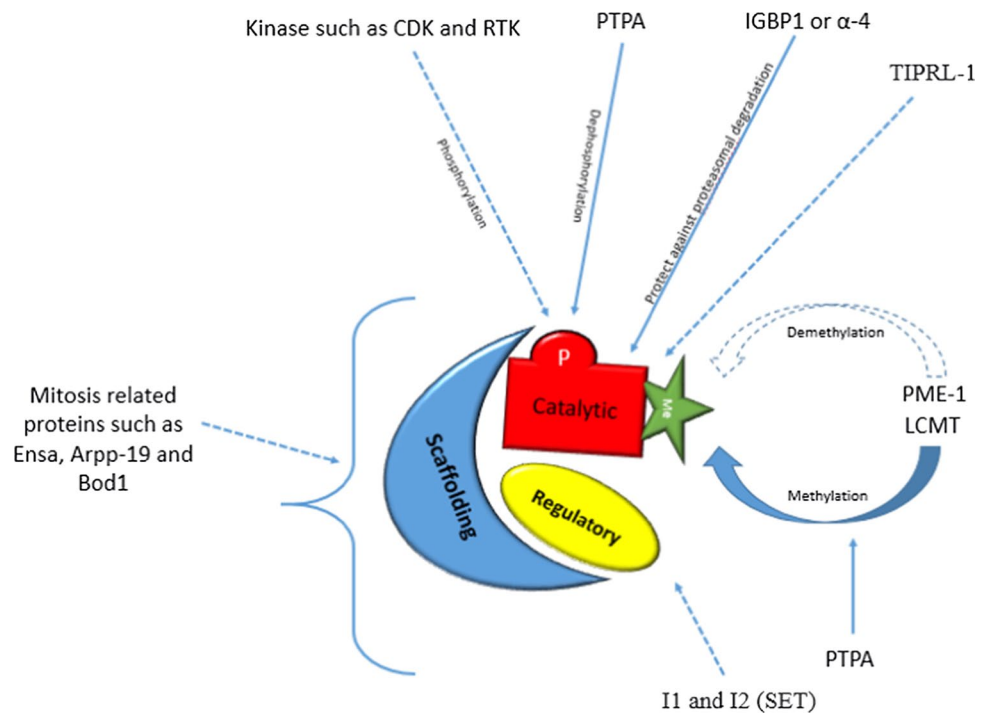 Kinase such as CDK and RTK
PTPA
IGBP1 or α-4
TIPRL-1
Phosphorylation
Dephosphorylation
Protect against proteasomal degradation
Demethylation
P
Catalytic
Me
PME-1
LCMT
Mitosis related
proteins such as
Ensa, Arpp-19 and
Bod1
Scaffolding
Regulatory
Methylation
PTPA
I1 and I2 (SET)